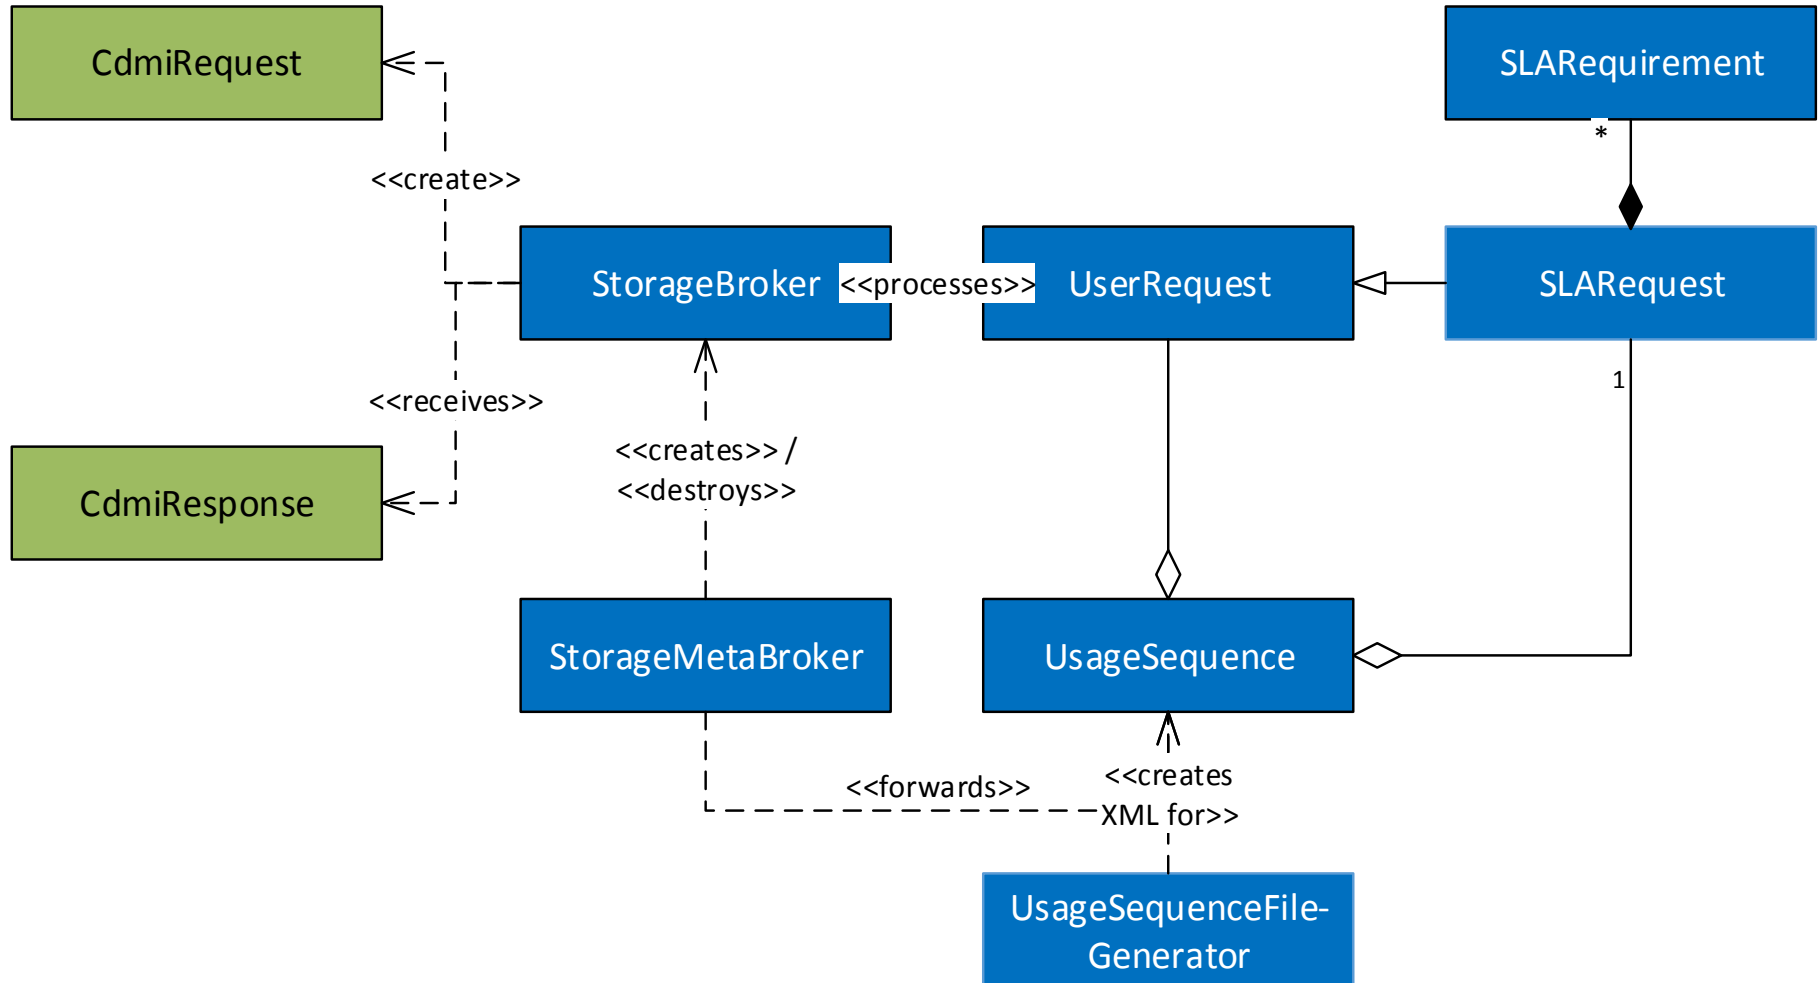 CdmiRequest
SLARequirement
*
<<create>>
StorageBroker
<<processes>>
UserRequest
SLARequest
1
<<receives>>
<<creates>> /
<<destroys>>
CdmiResponse
StorageMetaBroker
UsageSequence
<<forwards>>
<<creates
XML for>>
UsageSequenceFile-
Generator